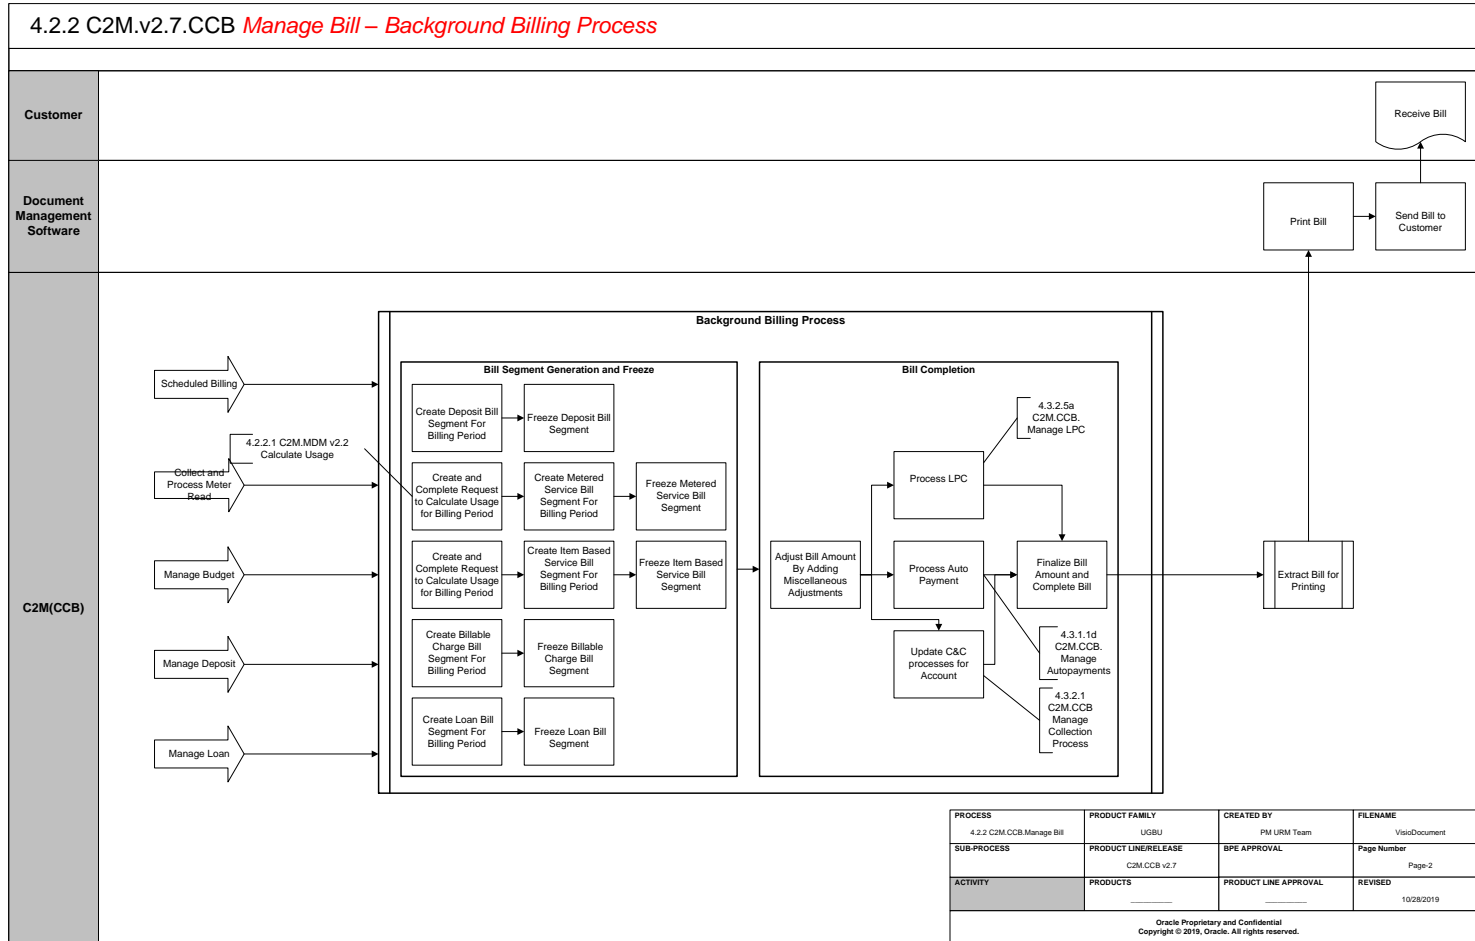 4.2.2 C2M.v2.7.CCB Manage Bill – Background Billing Process
Customer
Receive Bill
Document
Management
Software
Print Bill
Send Bill to
Customer
C2M(CCB)
Background Billing Process
Scheduled Billing
4.2.2.1 C2M.MDM v2.2
Calculate Usage
Collect and
Process Meter
Read
Manage Budget
Manage Deposit
Manage Loan
Bill Segment Generation and Freeze
Create Deposit Bill
Segment For
Billing Period
Freeze Deposit Bill
Segment
Create and
Complete Request
to Calculate Usage
for Billing Period
Create Metered
Service Bill
Segment For
Billing Period
Freeze Metered
Service Bill
Segment
Create and
Complete Request
to Calculate Usage
for Billing Period
Create Item Based
Service Bill
Segment For
Billing Period
Freeze Item Based
Service Bill
Segment
Create Billable
Charge Bill
Segment For
Billing Period
Freeze Billable
Charge Bill
Segment
Create Loan Bill
Segment For
Billing Period
Freeze Loan Bill
Segment
Bill Completion
4.3.2.5a
C2M.CCB.
Manage LPC
Process LPC
Adjust Bill Amount
By Adding
Miscellaneous
Adjustments
Process Auto
Payment
Finalize Bill
Amount and
Complete Bill
Update C&C
processes for
Account
4.3.1.1d
C2M.CCB.
Manage
Autopayments
4.3.2.1
C2M.CCB
Manage
Collection
Process
Extract Bill for
Printing
PROCESS
4.2.2 C2M.CCB.Manage Bill
PRODUCT FAMILY
UGBU
CREATED BY
PM URM Team
FILENAME
VisioDocument
SUB-PROCESS
PRODUCT LINE/RELEASE
C2M.CCB v2.7
BPE APPROVAL
Page Number
Page-2
ACTIVITY
PRODUCTS
PRODUCT LINE APPROVAL
REVISED
10/28/2019
Oracle Proprietary and Confidential
Copyright © 2019, Oracle. All rights reserved.